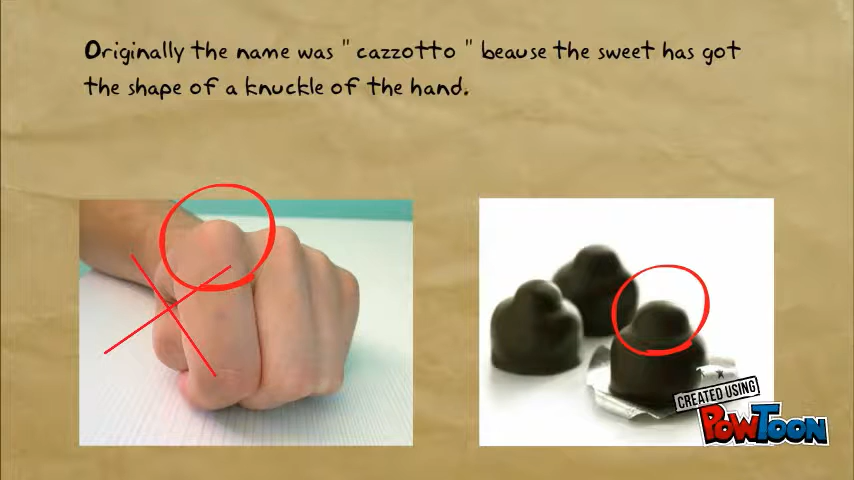 Originally the name was " cazzotto " beause the sweet has got
the shape of a knuckle of the hand.
CREATED USING
POWTOON